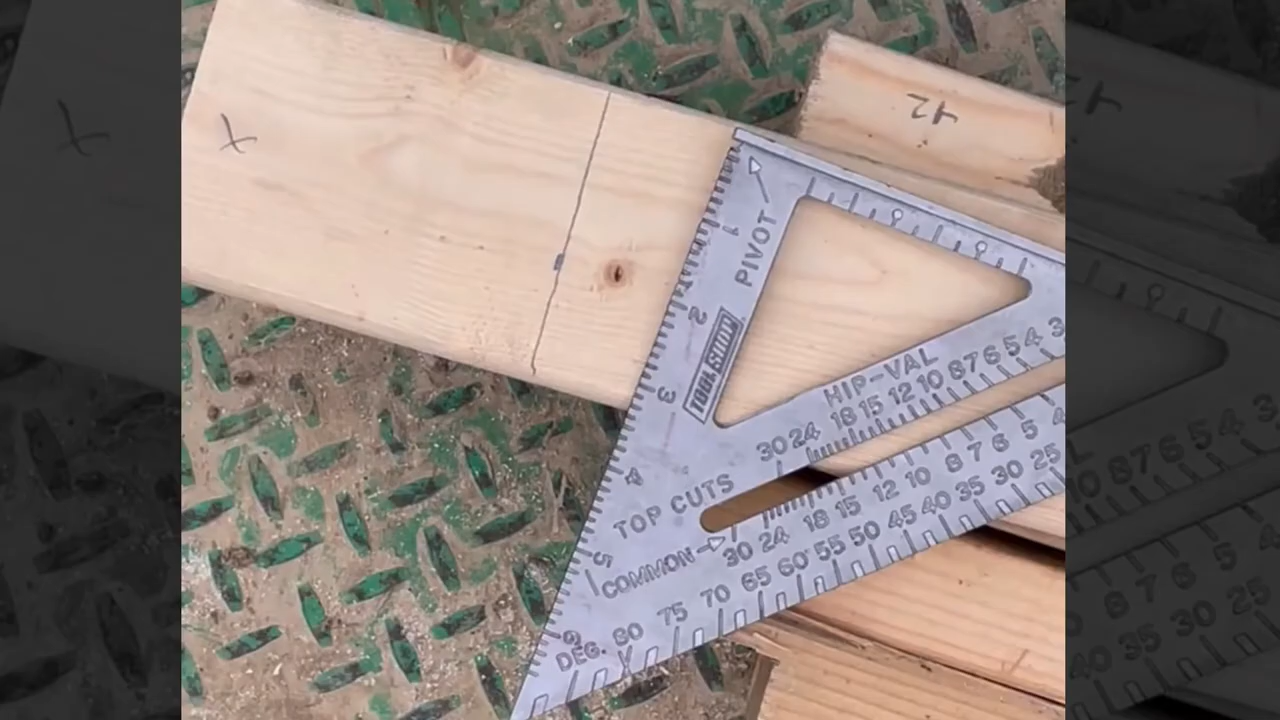 X
42
PIVOT
1
2
3
4
5
6
TOOL SHOP
HIP-VAL
30 24 18 15 12 10 8 7 6 5 4 3
TOP CUTS
COMMON
30 24 18 15 12 10 8 7 6 5 4
DEG. 80 75 70 65 60 55 50 45 40 35 30 25